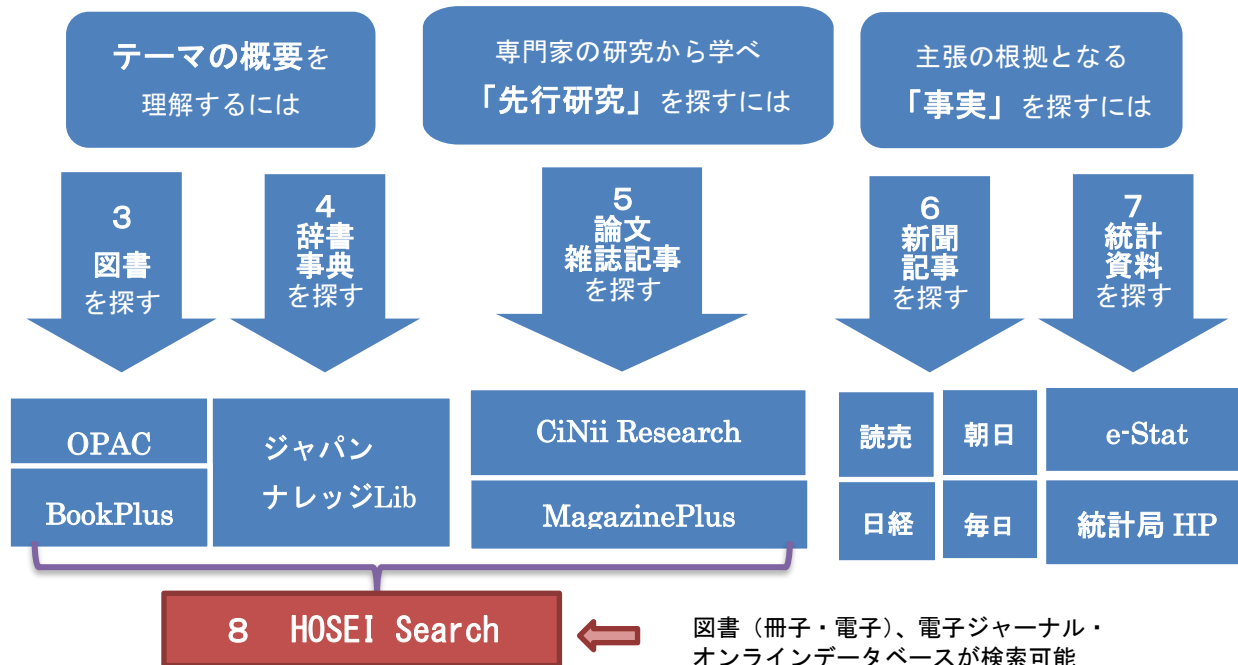 テーマの概要を
理解するには
専門家の研究から学べ
「先行研究」を探すには
主張の根拠となる
「事実」を探すには
3
図書
を探す
4
辞書
事典
を探す
5
論文
雑誌記事
を探す
6
新聞
記事
を探す
7
統計
資料
を探す
OPAC
BookPlus
ジャパン
ナレッジLib
CiNii Research
MagazinePlus
読売
朝日
日経
毎日
e-Stat
統計局 HP
8 HOSEI Search
図書（冊子・電子）、電子ジャーナル・
オンラインデータベースが検索可能